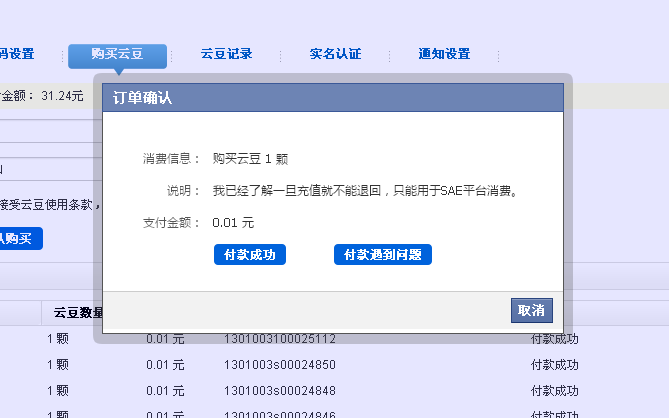 码设置 购买云豆 云豆记录 实名认证 通知设置
金额： 31.24元
订单确认
消费信息： 购买云豆 1 颗
说明： 我已经了解一旦充值就不能退回，只能用于SAE平台消费。
接受云豆使用条款，
支付金额： 0.01 元
认购买
付款成功 付款遇到问题
取消
云豆数量
1 颗 0.01 元 1301003100025112 付款成功
1 颗 0.01 元 1301003s00024850 付款成功
1 颗 0.01 元 1301003s00024848 付款成功
1 颗 0.01 元 1301003s00024846 付款成功